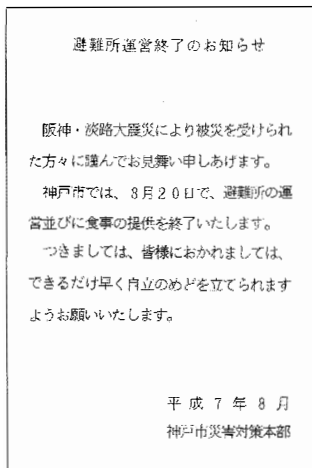 避難所運営終了のお知らせ
阪神・淡路大震災により被災を受けられ
た方々に謹んでお見舞い申しあげます。
神戸市では、8月20日で、避難所の運
営並びに食事の提供を終了いたします。
つきましては、皆様におかれましては、
できるだけ早く自立のめどを立てられます
ようお願いいたします。
平成7年8月
神戸市災害対策本部